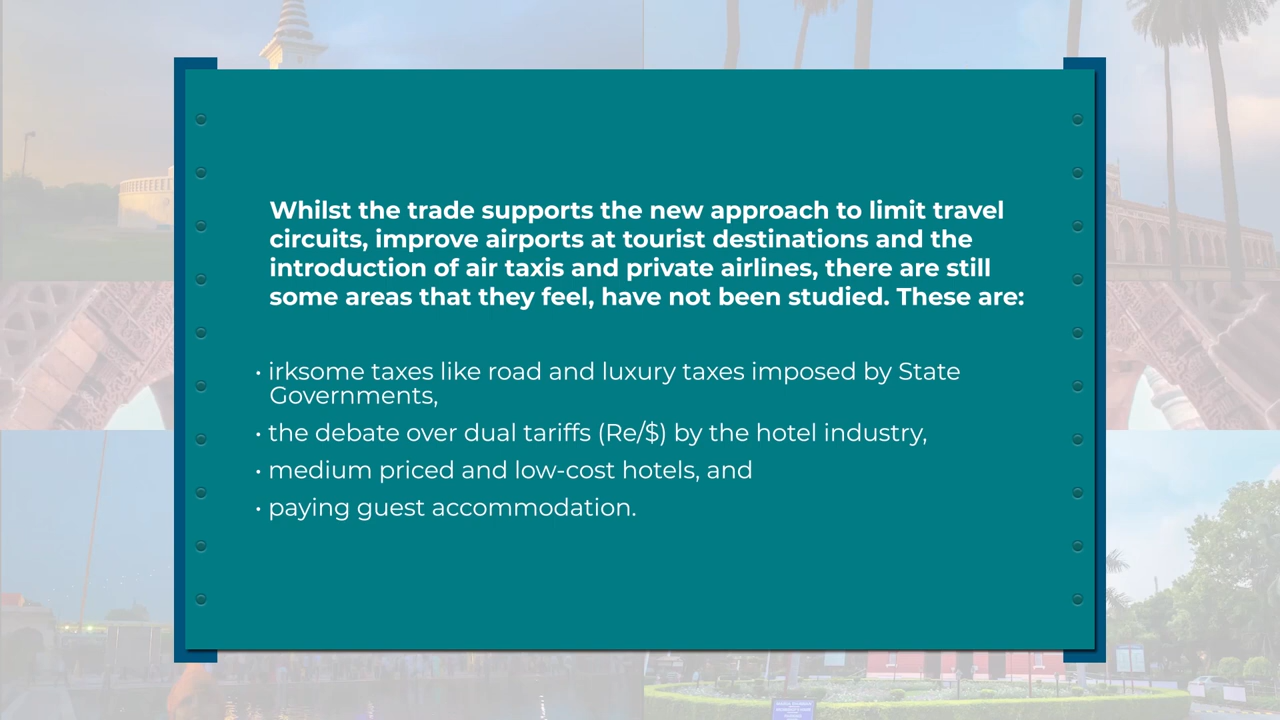 Whilst the trade supports the new approach to limit travel
circuits, improve airports at tourist destinations and the
introduction of air taxis and private airlines, there are still
some areas that they feel, have not been studied. These are:
• irksome taxes like road and luxury taxes imposed by State
Governments,
• the debate over dual tariffs (Re/$) by the hotel industry,
• medium priced and low-cost hotels, and
• paying guest accommodation.